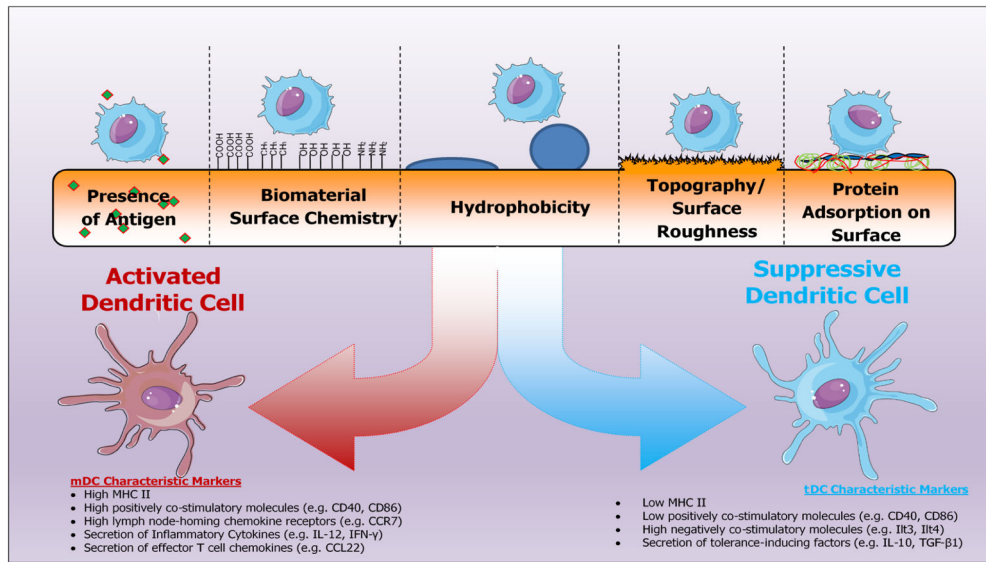 COOH
COOH
COOH
COOH
CH₃
CH₃
CH₃
OH
OH
OH
OH
OH
NH₂
NH₂
NH₂
Presence
of Antigen
Biomaterial
Surface Chemistry
Hydrophobicity
Topography/
Surface
Roughness
Protein
Adsorption on
Surface
Activated
Dendritic Cell
Suppressive
Dendritic Cell
mDC Characteristic Markers
• High MHC II
• High positively co-stimulatory molecules (e.g. CD40, CD86)
• High lymph node-homing chemokine receptors (e.g. CCR7)
• Secretion of Inflammatory Cytokines (e.g. IL-12, IFN-γ)
• Secretion of effector T cell chemokines (e.g. CCL22)
tDC Characteristic Markers
• Low MHC II
• Low positively co-stimulatory molecules (e.g. CD40, CD86)
• High negatively co-stimulatory molecules (e.g. Ilt3, Ilt4)
• Secretion of tolerance-inducing factors (e.g. IL-10, TGF-β1)